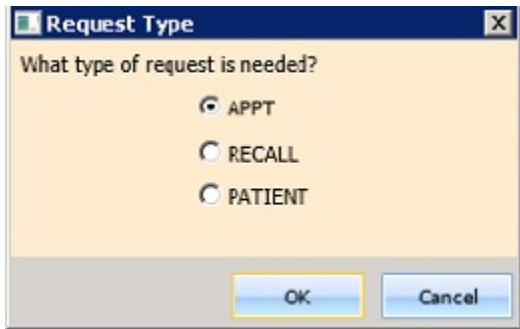 Request Type
What type of request is needed?
APPT
RECALL
PATIENT
OK Cancel